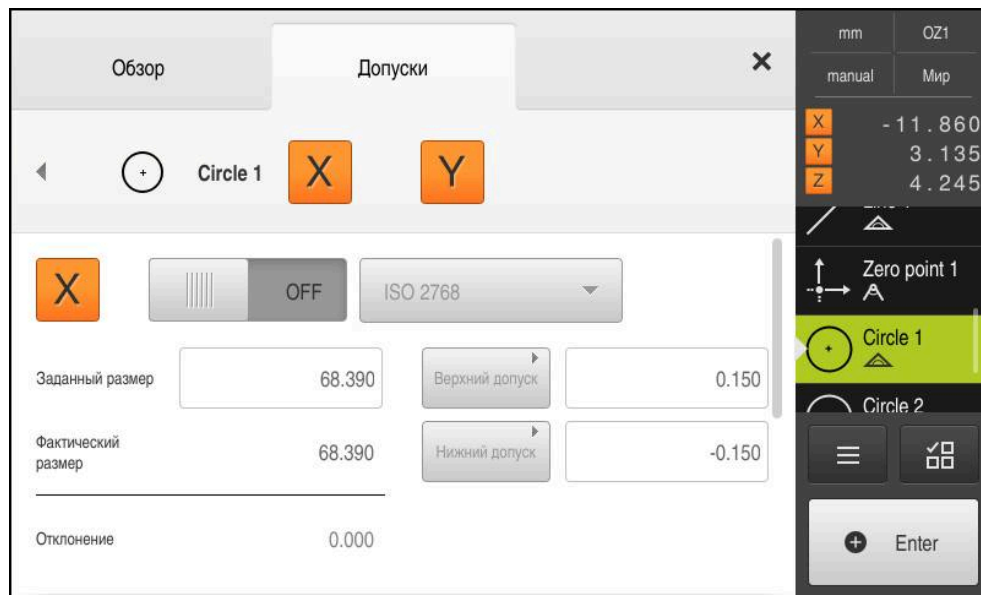 Обзор
Допуски
Circle 1 X Y
X OFF ISO 2768
Заданный размер 68.390 Верхний допуск 0.150
Фактический
размер 68.390 Нижний допуск -0.150
Отклонение 0.000
mm OZ1
manual Мир
X -11.860
Y 3.135
Z 4.245
Zero point 1
Circle 1
Circle 2
Enter